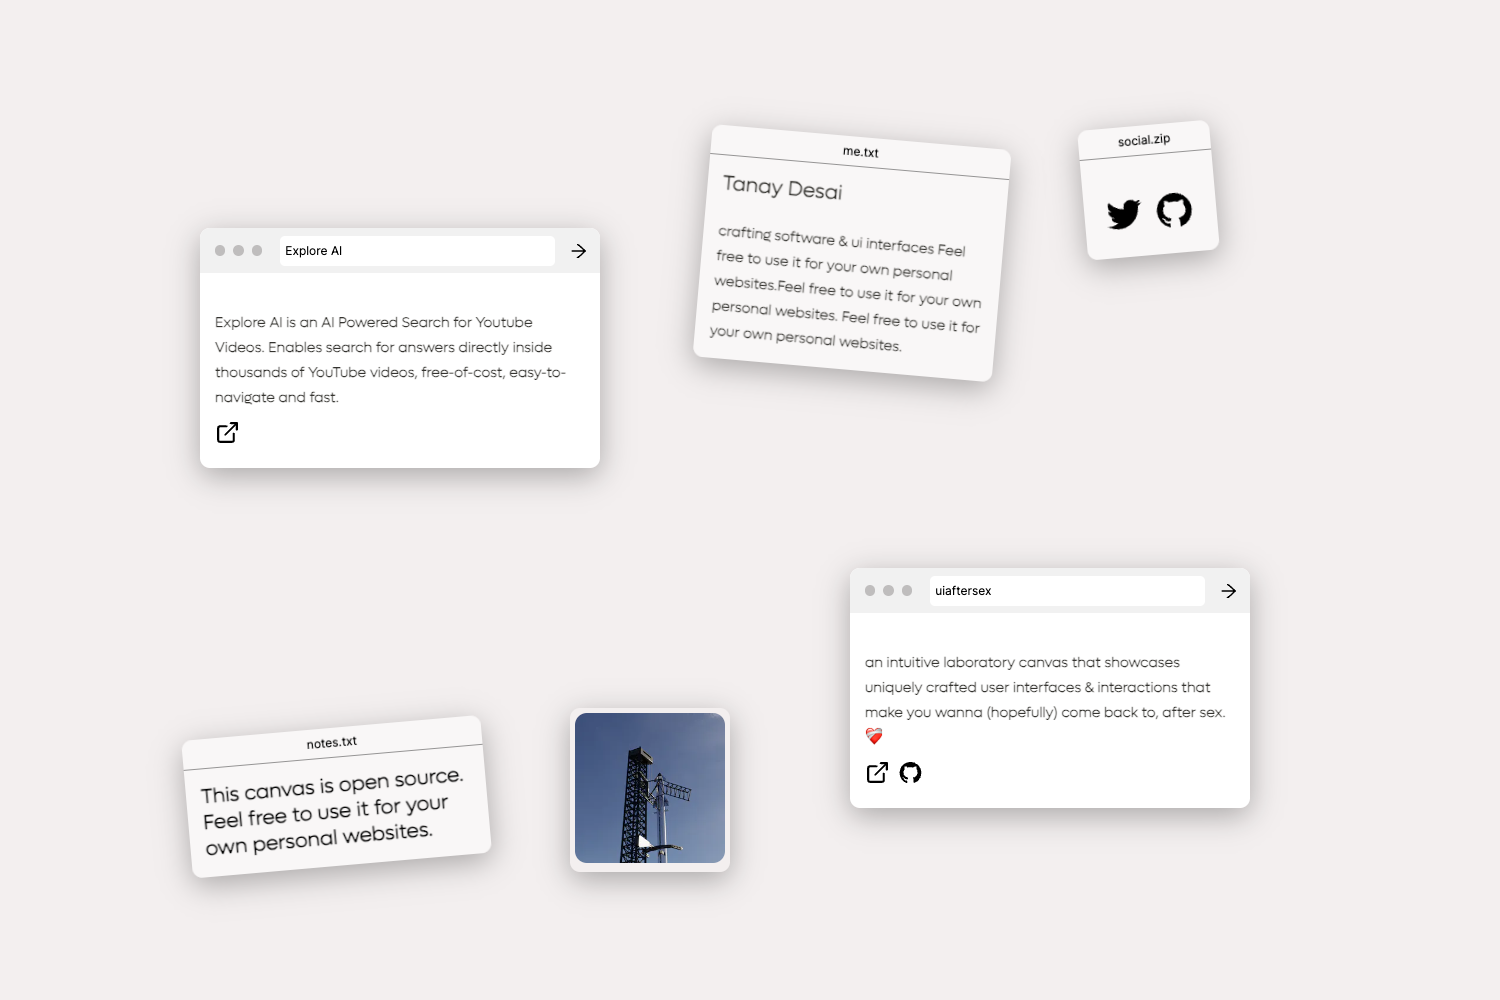 me.txt
Tanay Desai
crafting software & ui interfaces Feel
free to use it for your own personal
websites.Feel free to use it for your own
personal websites. Feel free to use it for
your own personal websites.
social.zip
Explore AI
Explore AI is an AI Powered Search for Youtube
Videos. Enables search for answers directly inside
thousands of YouTube videos, free-of-cost, easy-to-
navigate and fast.
uiaftersex
an intuitive laboratory canvas that showcases
uniquely crafted user interfaces & interactions that
make you wanna (hopefully) come back to, after sex.
❤️‍🩹
notes.txt
This canvas is open source.
Feel free to use it for your
own personal websites.